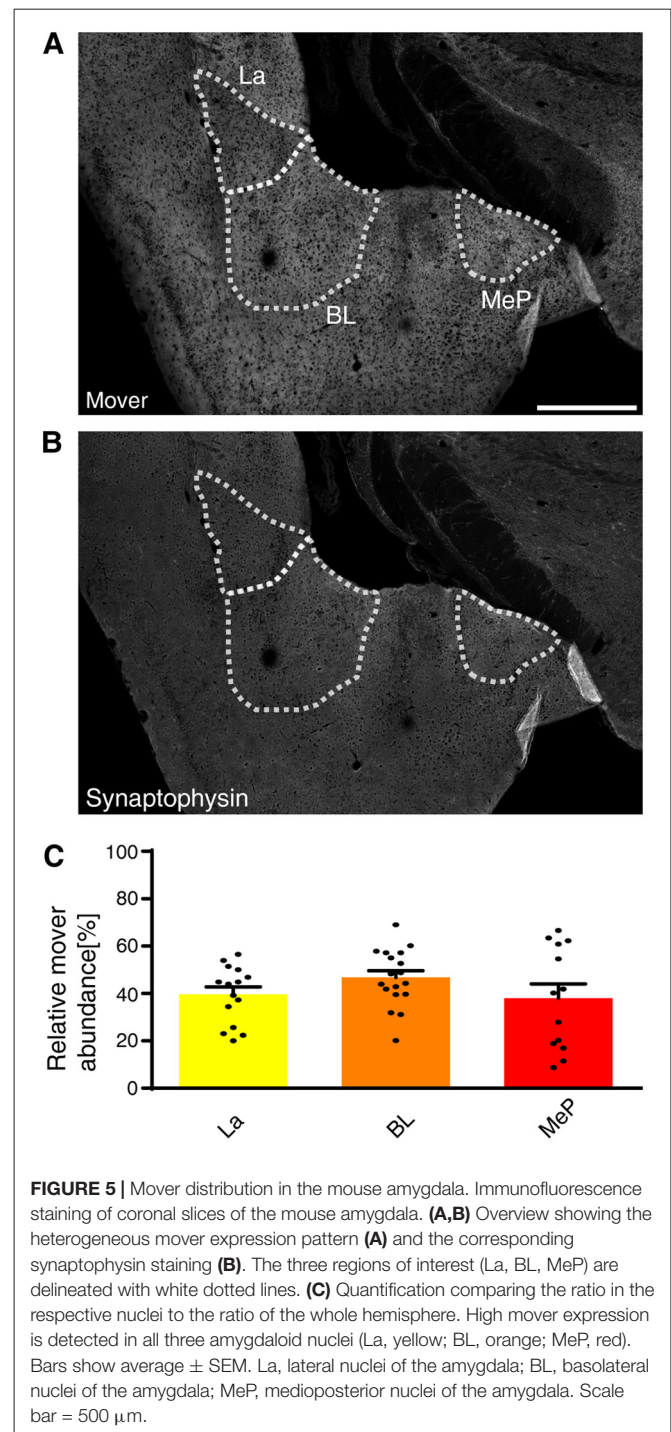 A
La
BL
MeP
Mover
B
Synaptophysin
C
100
80
60
40
20
0
Relative mover
abundance[%]
La
BL
MeP
FIGURE 5 | Mover distribution in the mouse amygdala. Immunofluorescence
staining of coronal slices of the mouse amygdala. (A,B) Overview showing the
heterogeneous mover expression pattern (A) and the corresponding
synaptophysin staining (B). The three regions of interest (La, BL, MeP) are
delineated with white dotted lines. (C) Quantification comparing the ratio in the
respective nuclei to the ratio of the whole hemisphere. High mover expression
is detected in all three amygdaloid nuclei (La, yellow; BL, orange; MeP, red).
Bars show average ± SEM. La, lateral nuclei of the amygdala; BL, basolateral
nuclei of the amygdala; MeP, medioposterior nuclei of the amygdala. Scale
bar = 500 μm.